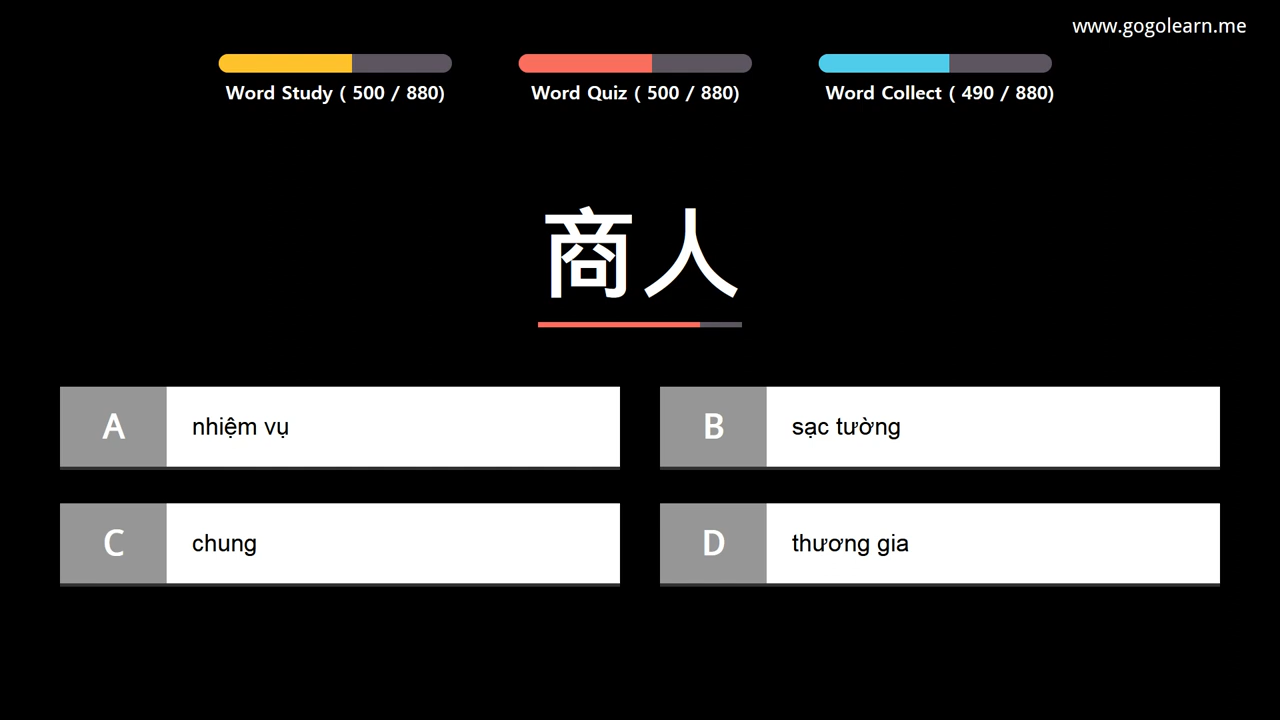 www.gogolearn.me
Word Study ( 500 / 880)
Word Quiz ( 500 / 880)
Word Collect ( 490 / 880)
商人
A nhiệm vụ
B sạc tường
C chung
D thương gia